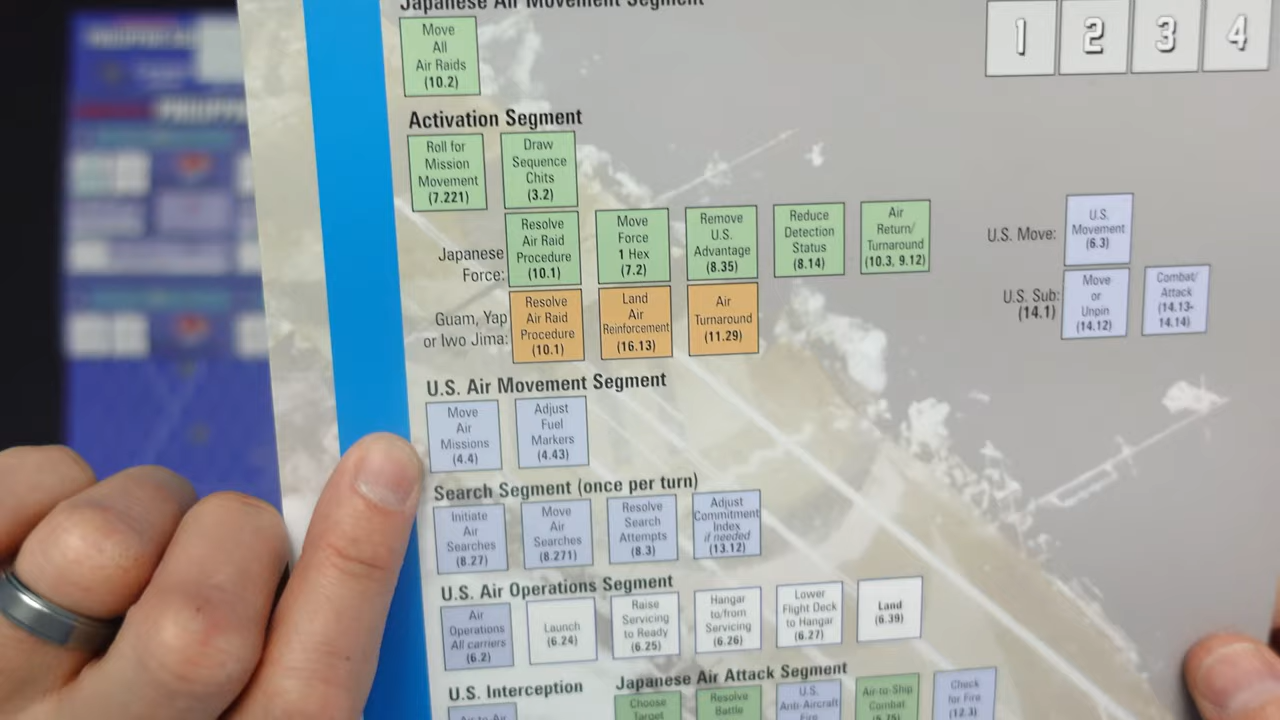 Japanese Air Movement Segment
Move
All
Air Raids
(10.2)
1 2 3 4
Activation Segment
Roll for
Mission
Movement
(7.221)
Draw
Sequence
Chits
(3.2)
Japanese
Force:
Resolve
Air Raid
Procedure
(10.1)
Move
Force
1 Hex
(7.2)
Remove
U.S.
Advantage
(8.35)
Reduce
Detection
Status
(8.14)
Air
Return/
Turnaround
(10.3, 9.12)
U.S. Move:
U.S.
Movement
(6.3)
Guam, Yap
or Iwo Jima:
Resolve
Air Raid
Procedure
(10.1)
Land
Air
Reinforcement
(16.13)
Air
Turnaround
(11.29)
U.S. Sub:
(14.1)
Move
or
Unpin
(14.12)
Combat/
Attack
(14.13-
14.14)
U.S. Air Movement Segment
Move
Air
Missions
(4.4)
Adjust
Fuel
Markers
(4.43)
Search Segment (once per turn)
Initiate
Air
Searches
(8.27)
Move
Air
Searches
(8.271)
Resolve
Search
Attempts
(8.3)
Adjust
Commitment
Index
if needed
(13.12)
U.S. Air Operations Segment
Air
Operations
All carriers
(6.2)
Launch
(6.24)
Raise
Servicing
to Ready
(6.25)
Hangar
to/from
Servicing
(6.26)
Lower
Flight Deck
to Hangar
(6.27)
Land
(6.39)
U.S. Interception
Japanese Air Attack Segment
Air-to-Air
Choose
Target
Resolve
Battle
U.S.
Anti-Aircraft
Fire
Air-to-Ship
Combat
Check
for Fire
(12.3)